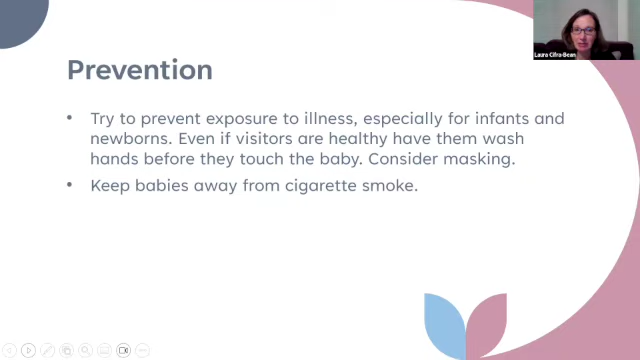 Laura Cifra-Bean
Prevention
• Try to prevent exposure to illness, especially for infants and
newborns. Even if visitors are healthy have them wash
hands before they touch the baby. Consider masking.
• Keep babies away from cigarette smoke.